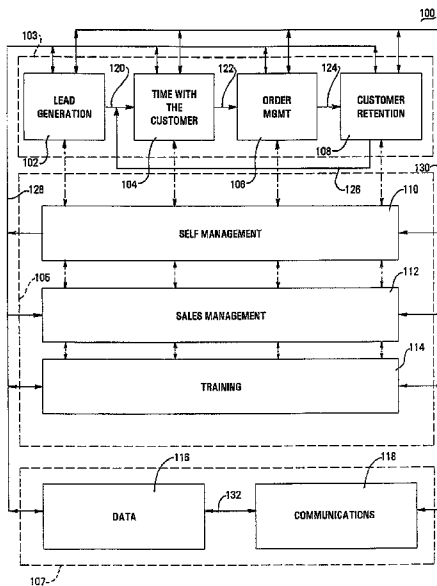 100
103
120
122
124
LEAD
GENERATION
TIME WITH
THE
CUSTOMER
ORDER
MGMT
CUSTOMER
RETENTION
102
104
106
108
126
128
130
110
SELF MANAGEMENT
105
112
SALES MANAGEMENT
114
TRAINING
116
118
DATA
132
COMMUNICATIONS
107